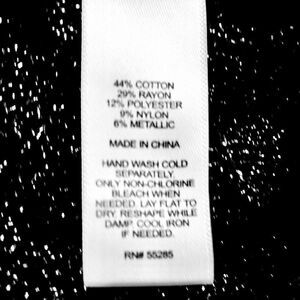 44% COTTON
29% RAYON
12% POLYESTER
9% NYLON
6% METALLIC
MADE IN CHINA
HAND WASH COLD
SEPARATELY.
ONLY NON-CHLORINE
BLEACH WHEN
NEEDED. LAY FLAT TO
DRY, RESHAPE WHILE
DAMP. COOL IRON
IF NEEDED.
RN# 55285